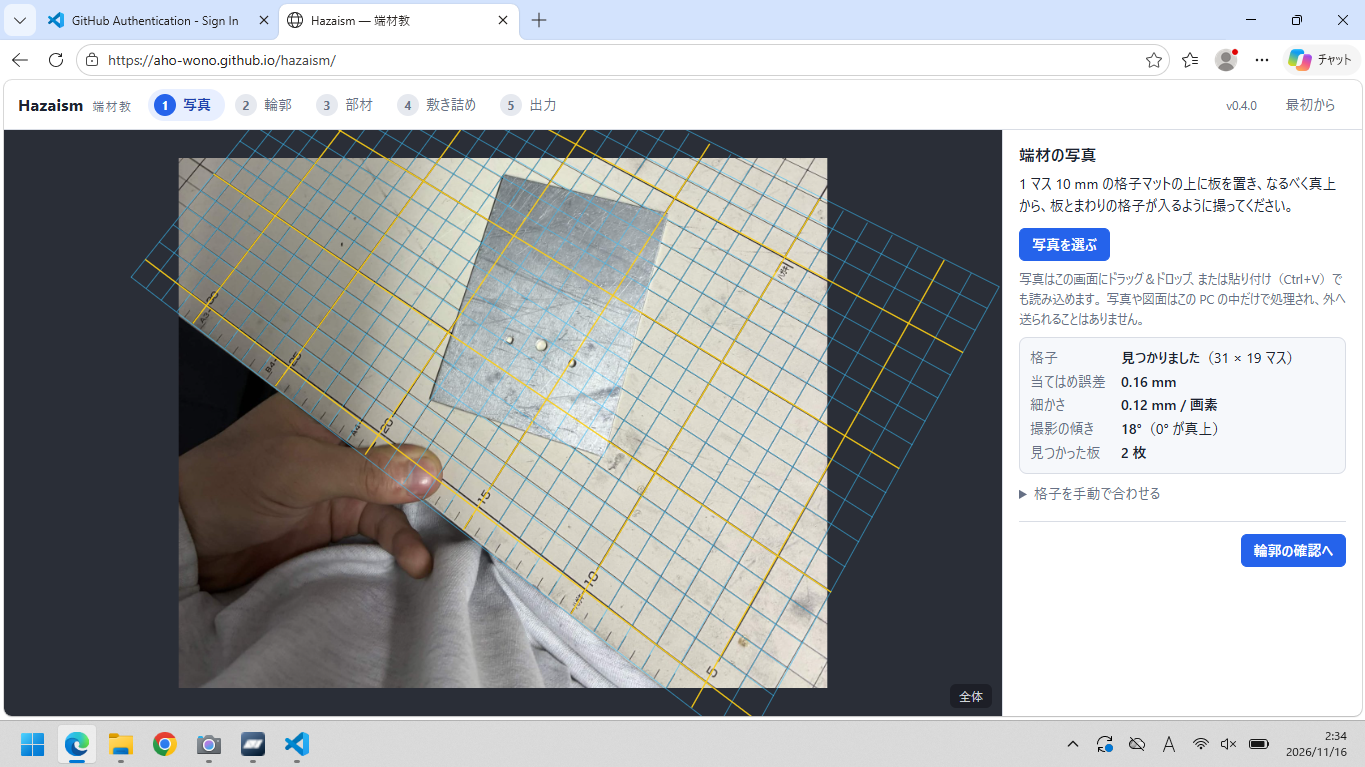 GitHub Authentication - Sign In
Hazaism — 端材教
https://aho-wono.github.io/hazaism/
チャット
Hazaism 端材教
1 写真
2 輪郭
3 部材
4 敷き詰め
5 出力
v0.4.0
最初から
端材の写真
1 マス 10 mm の格子マットの上に板を置き、なるべく真上
から、板とまわりの格子が入るように撮ってください。
写真を選ぶ
写真はこの画面にドラッグ＆ドロップ、または貼り付け（Ctrl+V）で
も読み込めます。写真や図面はこの PC の中だけで処理され、外へ
送られることはありません。
格子 見つかりました（31 × 19 マス）
当てはめ誤差 0.16 mm
細かさ 0.12 mm / 画素
撮影の傾き 18°（0° が真上）
見つかった板 2 枚
格子を手動で合わせる
輪郭の確認へ
20
15
10
5
全体
A
2:34
2026/11/16